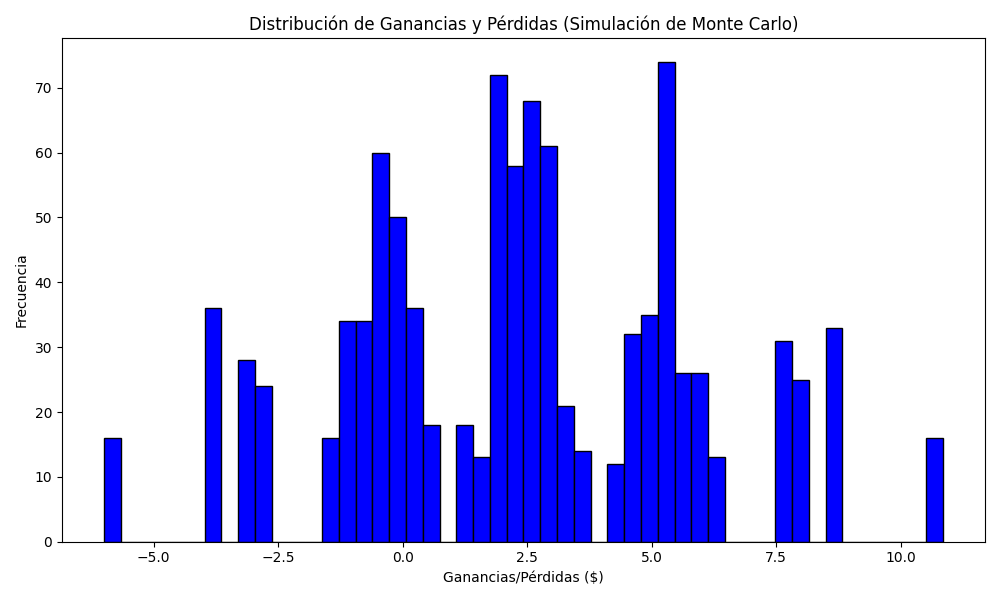 Distribución de Ganancias y Pérdidas (Simulación de Monte Carlo)
Frecuencia
70
60
50
40
30
20
10
0
−5.0 −2.5 0.0 2.5 5.0 7.5 10.0
Ganancias/Pérdidas ($)